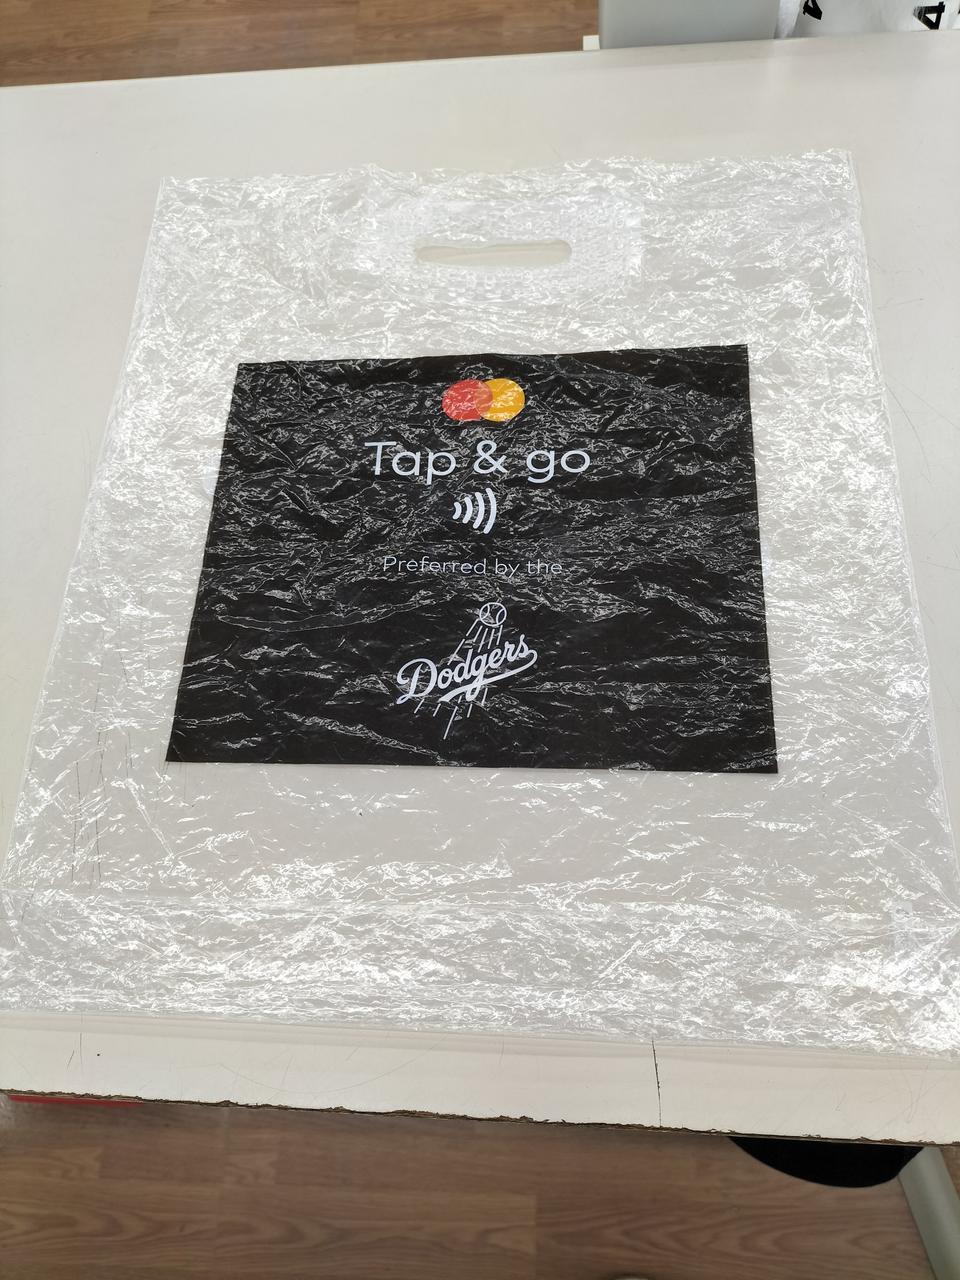 Tap & go
Preferred by the
Dodgers